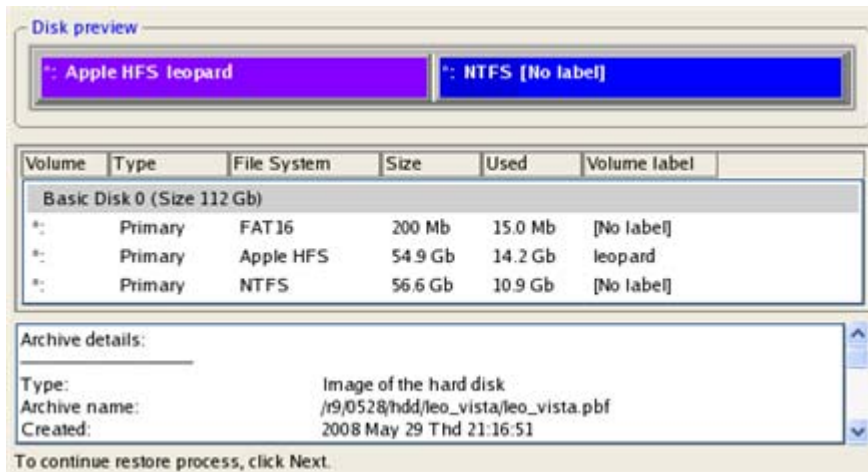 Disk preview
*: Apple HFS leopard
*: NTFS [No label]
Volume Type File System Size Used Volume label
Basic Disk 0 (Size 112 Gb)
*: Primary FAT16 200 Mb 15.0 Mb [No label]
*: Primary Apple HFS 54.9 Gb 14.2 Gb leopard
*: Primary NTFS 56.6 Gb 10.9 Gb [No label]
Archive details:
Type: Image of the hard disk
Archive name: /r9/0528/hdd/leo_vista/leo_vista.pbf
Created: 2008 May 29 Thd 21:16:51
To continue restore process, click Next.